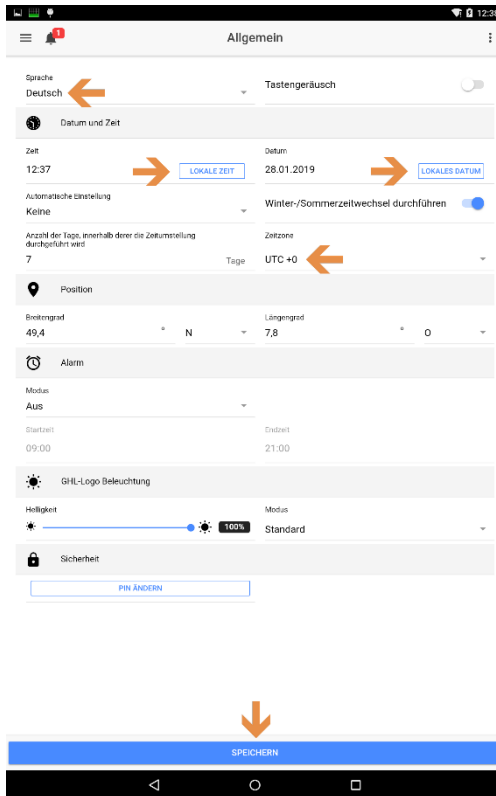 12:38
1
Allgemein
Sprache
Deutsch
Tastengeräusch
Datum und Zeit
Zeit
12:37
LOKALE ZEIT
Datum
28.01.2019
LOKALES DATUM
Automatische Einstellung
Keine
Winter-/Sommerzeitwechsel durchführen
Anzahl der Tage, innerhalb derer die Zeitumstellung
durchgeführt wird
7 Tage
Zeitzone
UTC +0
Position
Breitengrad
49,4 ° N
Längengrad
7,8 ° O
Alarm
Modus
Aus
Startzeit
09:00
Endzeit
21:00
GHL-Logo Beleuchtung
Helligkeit
100%
Modus
Standard
Sicherheit
PIN ÄNDERN
SPEICHERN